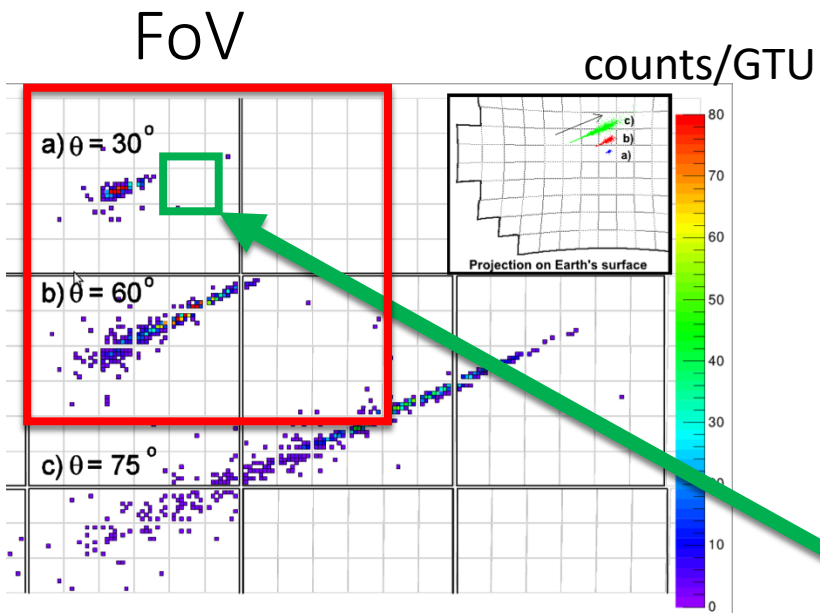 FoV
counts/GTU
a) θ = 30°
b) θ = 60°
c) θ = 75°
c)
b)
a)
Projection on Earth's surface
80
70
60
50
40
30
10
0